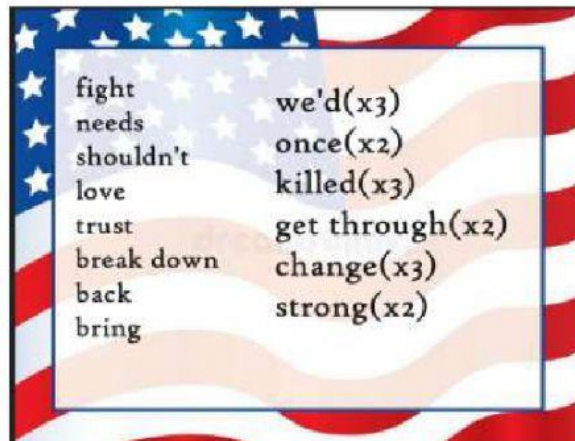 fight
needs
shouldn't
love
trust
break down
back
bring
we'd(x3)
once(x2)
killed(x3)
get through(x2)
change(x3)
strong(x2)